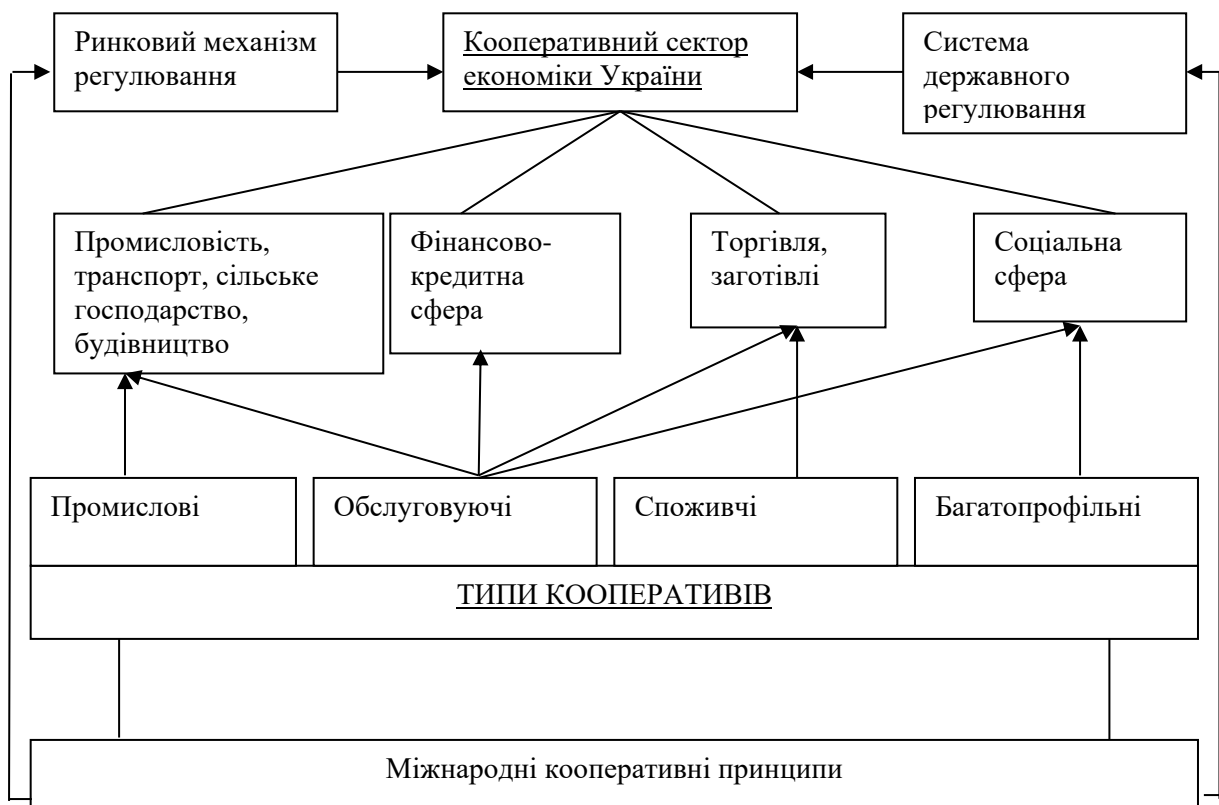 Ринковий механізм
регулювання
Кооперативний сектор
економіки України
Система
державного
регулювання
Промисловість,
транспорт, сільське
господарство,
будівництво
Фінансово-
кредитна
сфера
Торгівля,
заготівлі
Соціальна
сфера
Промислові
Обслуговуючі
Споживчі
Багатопрофільні
ТИПИ КООПЕРАТИВІВ
Міжнародні кооперативні принципи